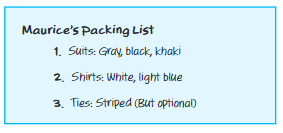 Maurice's Packing List
1. Suits: Gray, black, khaki
2. Shirts: White, light blue
3. Ties: Striped (But optional)